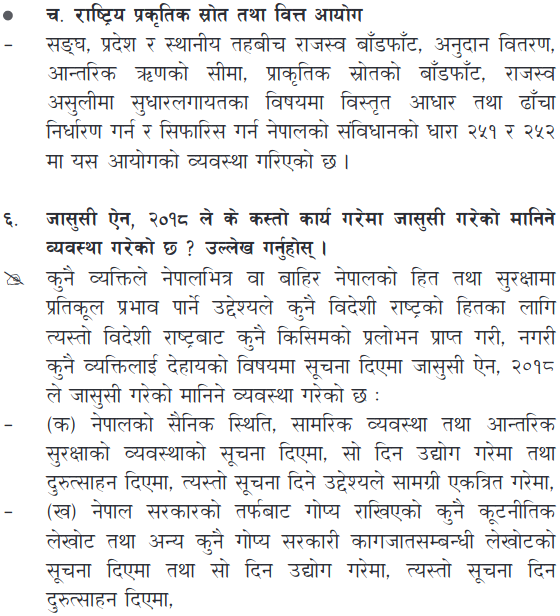 ● च. राष्ट्रिय प्रकृतिक स्रोत तथा वित्त आयोग
– सङ्घ, प्रदेश र स्थानीय तहबीच राजस्व बाँडफाँट, अनुदान वितरण,
आन्तरिक ऋणको सीमा, प्राकृतिक स्रोतको बाँडफाँट, राजस्व
असुलीमा सुधारलगायतका विषयमा विस्तृत आधार तथा ढाँचा
निर्धारण गर्न र सिफारिस गर्न नेपालको संविधानको धारा २५१ र २५२
मा यस आयोगको व्यवस्था गरिएको छ ।
६. जासुसी ऐन, २०१८ ले के कस्तो कार्य गरेमा जासुसी गरेको मानिने
व्यवस्था गरेको छ ? उल्लेख गर्नुहोस् ।
कुनै व्यक्तिले नेपालभित्र वा बाहिर नेपालको हित तथा सुरक्षामा
प्रतिकूल प्रभाव पार्ने उद्देश्यले कुनै विदेशी राष्ट्रको हितका लागि
त्यस्तो विदेशी राष्ट्रबाट कुनै किसिमको प्रलोभन प्राप्त गरी, नगरी
कुनै व्यक्तिलाई देहायको विषयमा सूचना दिएमा जासुसी ऐन, २०१८
ले जासुसी गरेको मानिने व्यवस्था गरेको छ :
– (क) नेपालको सैनिक स्थिति, सामरिक व्यवस्था तथा आन्तरिक
सुरक्षाको व्यवस्थाको सूचना दिएमा, सो दिन उद्योग गरेमा तथा
दुरुत्साहन दिएमा, त्यस्तो सूचना दिने उद्देश्यले सामग्री एकत्रित गरेमा,
– (ख) नेपाल सरकारको तर्फबाट गोप्य राखिएको कुनै कूटनीतिक
लेखोट तथा अन्य कुनै गोप्य सरकारी कागजातसम्बन्धी लेखोटको
सूचना दिएमा तथा सो दिन उद्योग गरेमा, त्यस्तो सूचना दिन
दुरुत्साहन दिएमा,